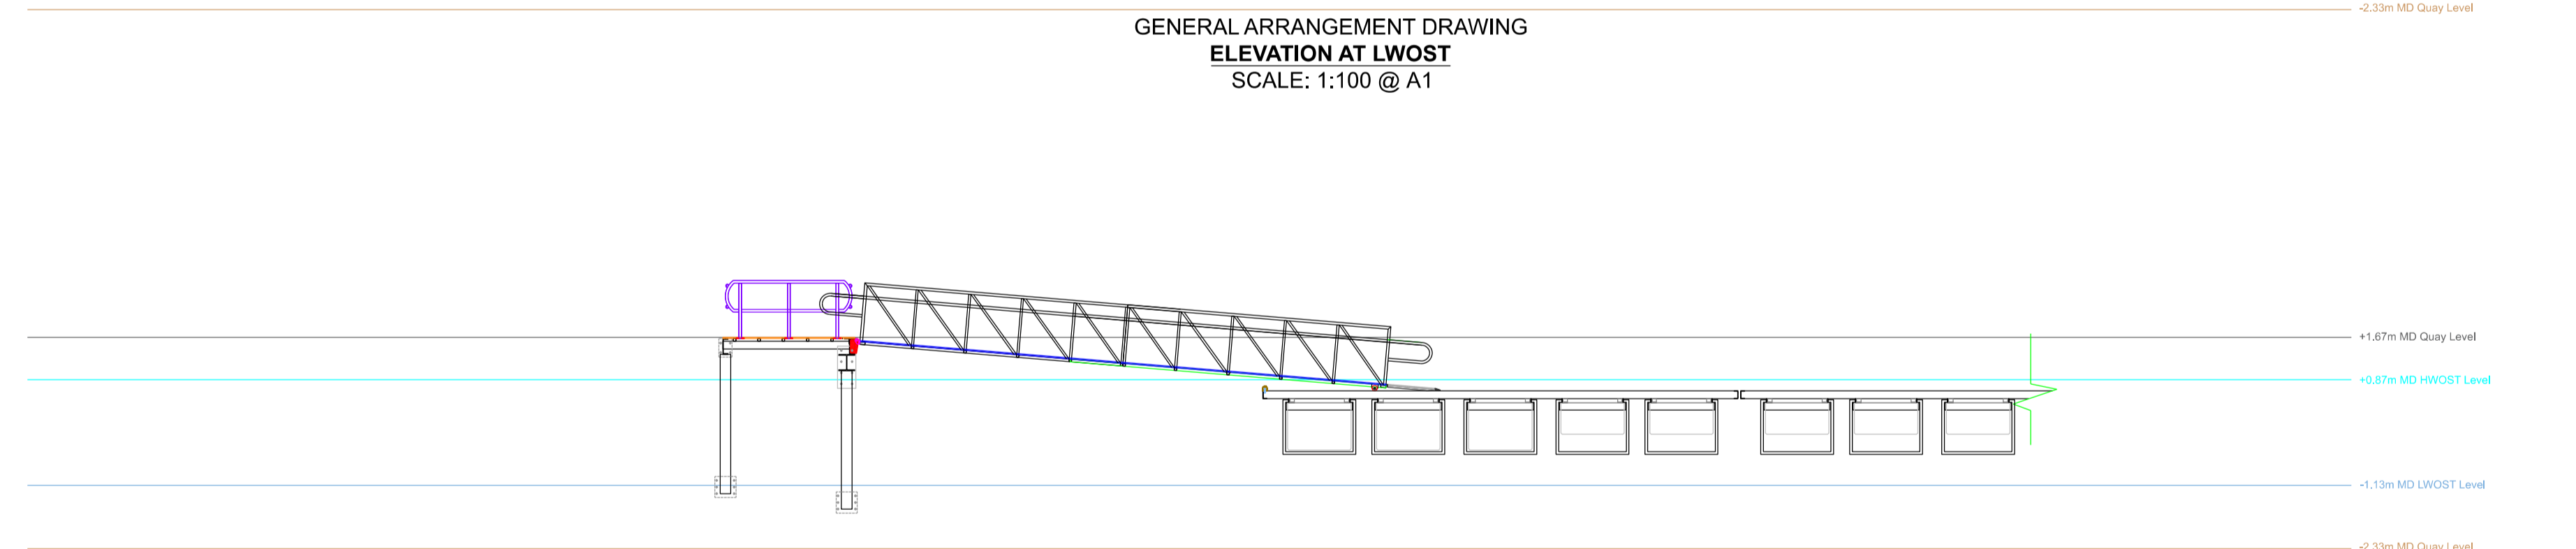 -2.33m MD Quay Level
GENERAL ARRANGEMENT DRAWING
ELEVATION AT LWOST
SCALE: 1:100 @ A1
+1.67m MD Quay Level
+0.87m MD HWOST Level
-1.13m MD LWOST Level
-2.33m MD Quay Level